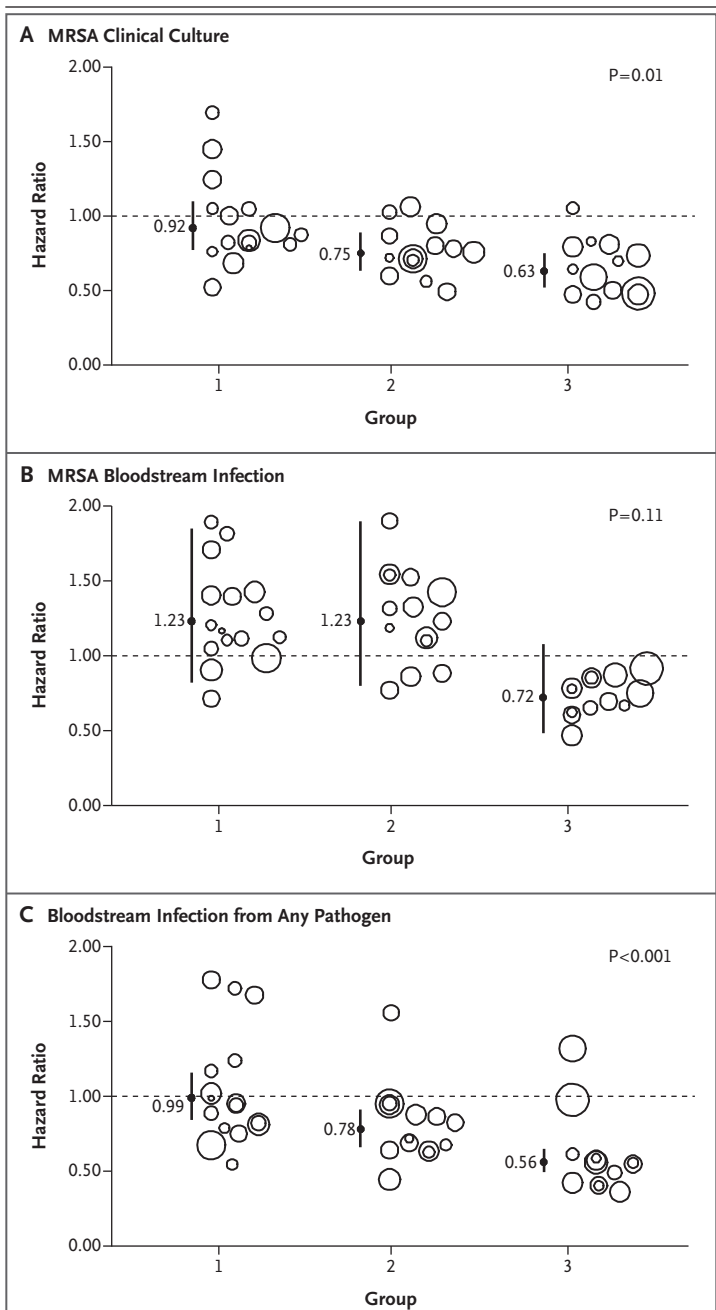 A MRSA Clinical Culture
P=0.01
Hazard Ratio
2.00
1.50
1.00
0.50
0.00
0.92
0.75
0.63
1 2 3
Group
B MRSA Bloodstream Infection
P=0.11
Hazard Ratio
2.00
1.50
1.00
0.50
0.00
1.23
1.23
0.72
1 2 3
Group
C Bloodstream Infection from Any Pathogen
P<0.001
Hazard Ratio
2.00
1.50
1.00
0.50
0.00
0.99
0.78
0.56
1 2 3
Group